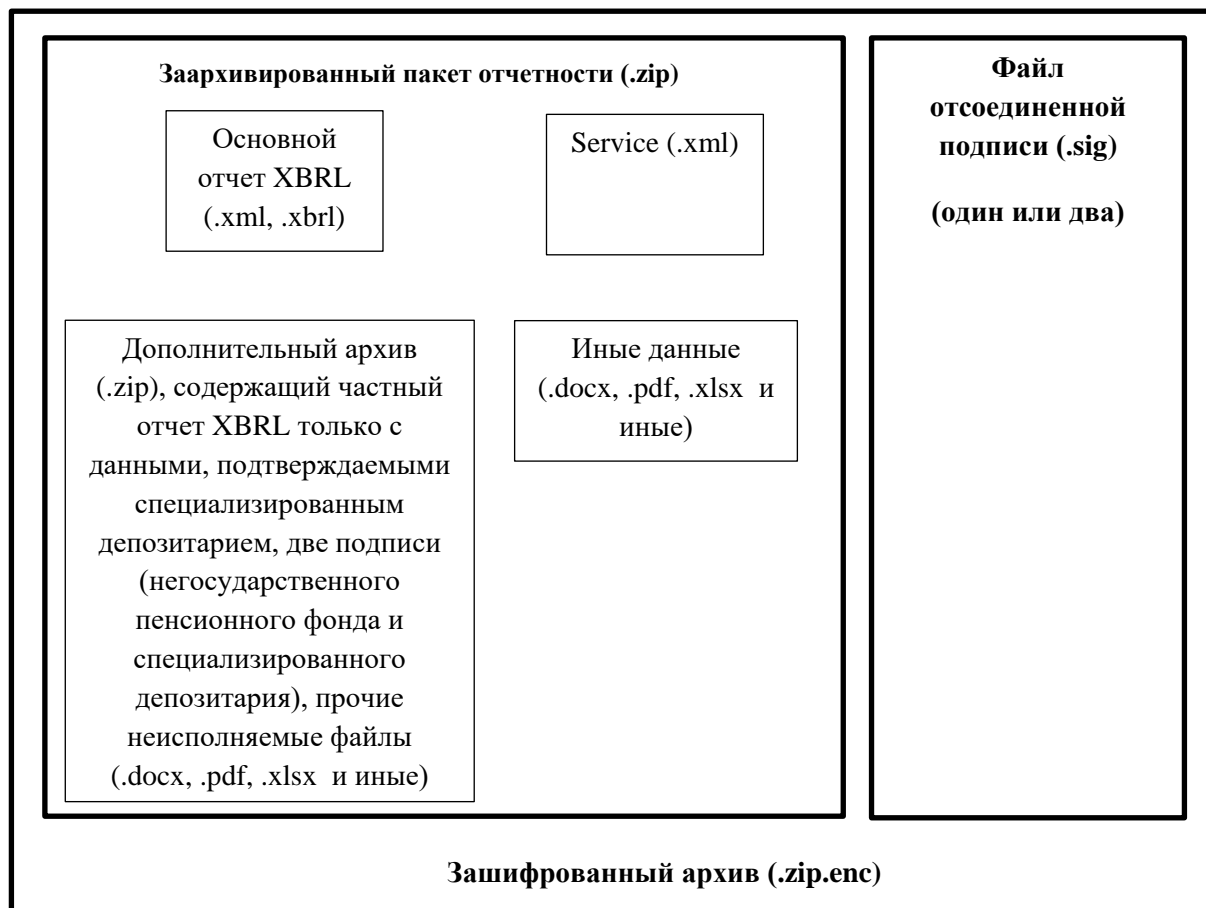 Заархивированный пакет отчетности (.zip)
Основной
отчет XBRL
(.xml, .xbrl)
Service (.xml)
Дополнительный архив
(.zip), содержащий частный
отчет XBRL только с
данными, подтверждаемыми
специализированным
депозитарием, две подписи
(негосударственного
пенсионного фонда и
специализированного
депозитария), прочие
неисполняемые файлы
(.docx, .pdf, .xlsx и иные)
Иные данные
(.docx, .pdf, .xlsx и
иные)
Файл
отсоединенной
подписи (.sig)
(один или два)
Зашифрованный архив (.zip.enc)